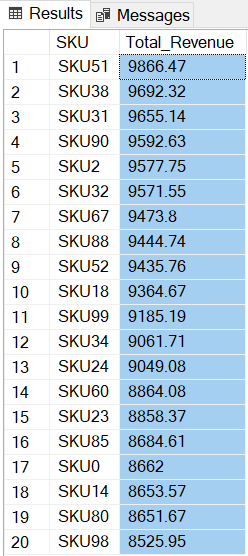 Results Messages
SKU Total_Revenue
1 SKU51 9866.47
2 SKU38 9692.32
3 SKU31 9655.14
4 SKU90 9592.63
5 SKU2 9577.75
6 SKU32 9571.55
7 SKU67 9473.8
8 SKU88 9444.74
9 SKU52 9435.76
10 SKU18 9364.67
11 SKU99 9185.19
12 SKU34 9061.71
13 SKU24 9049.08
14 SKU60 8864.08
15 SKU23 8858.37
16 SKU85 8684.61
17 SKU0 8662
18 SKU14 8653.57
19 SKU80 8651.67
20 SKU98 8525.95